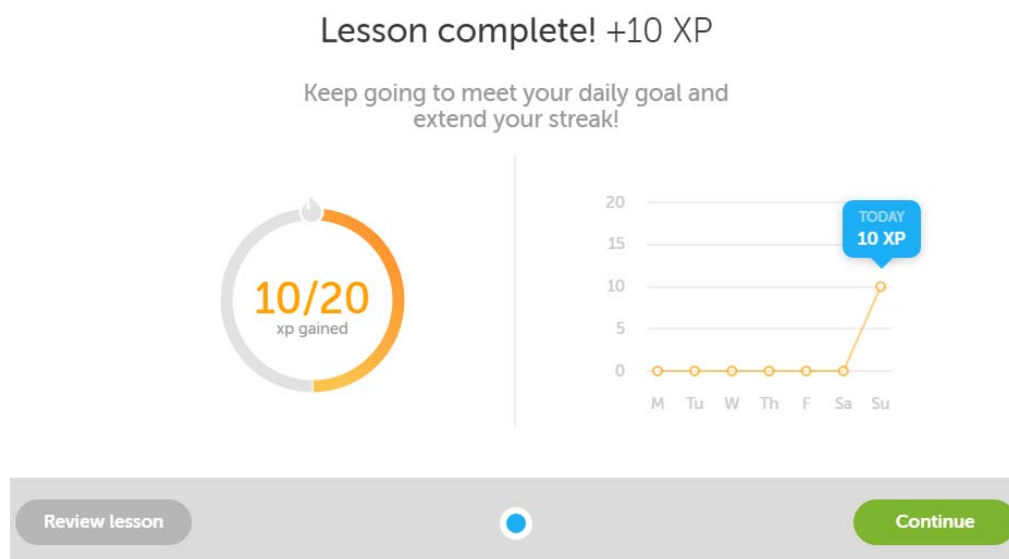 Lesson complete! +10 XP
Keep going to meet your daily goal and
extend your streak!
10/20
xp gained
20
15
10
5
0
TODAY
10 XP
M Tu W Th F Sa Su
Review lesson
Continue